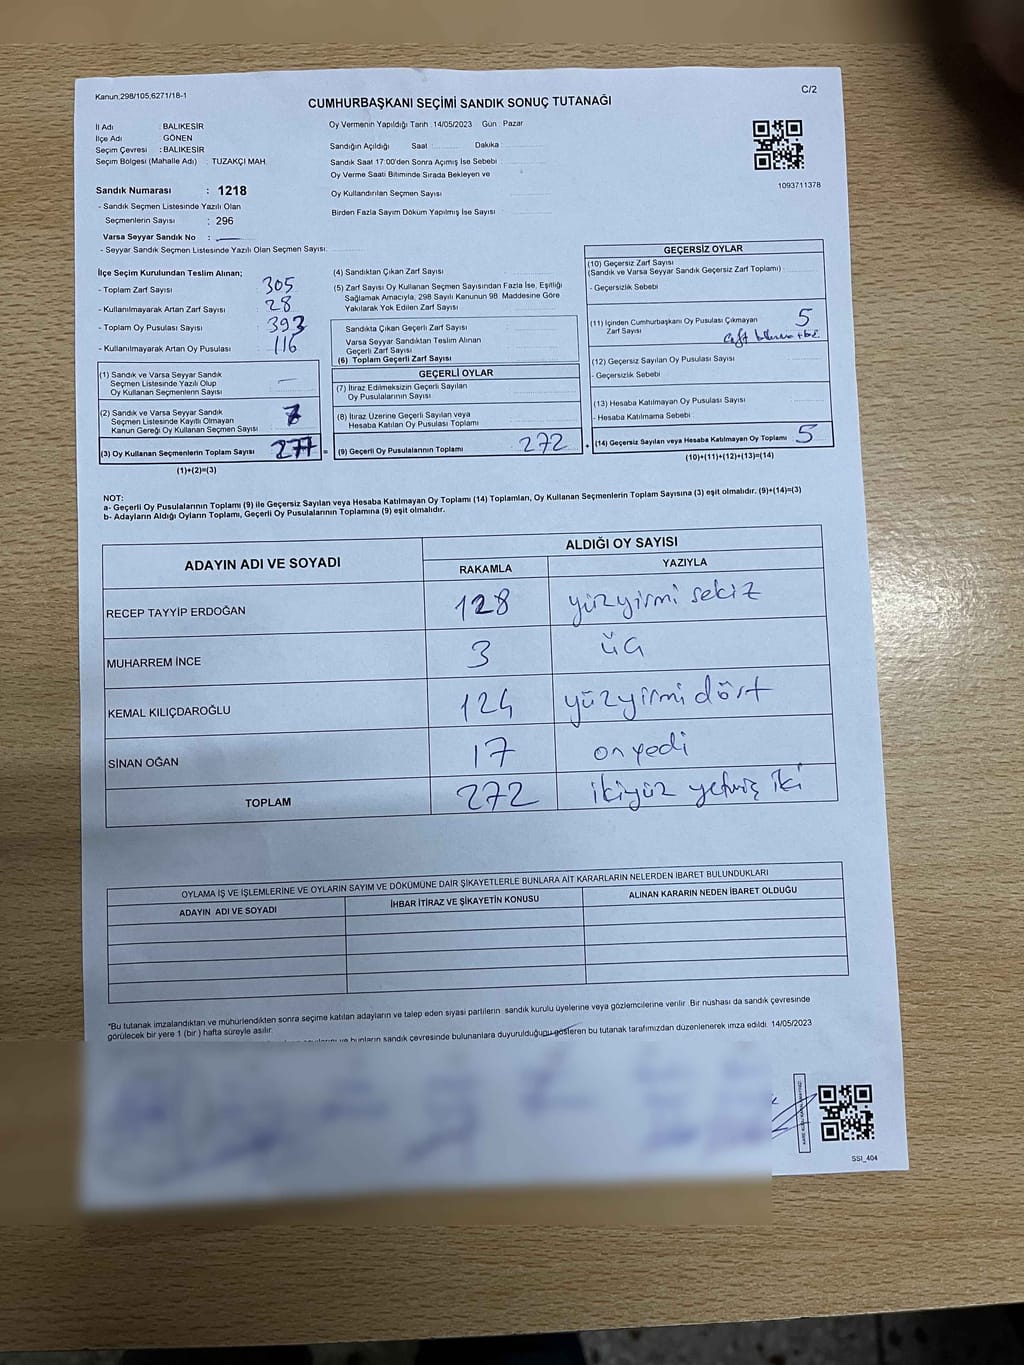 Kanun:298/105,6271/18-1
C/2
CUMHURBAŞKANI SEÇİMİ SANDIK SONUÇ TUTANAĞI
İl Adı : BALIKESİR
İlçe Adı : GÖNEN
Seçim Çevresi : BALIKESİR
Seçim Bölgesi (Mahalle Adı) : TUZAKÇI MAH.
Sandık Numarası : 1218
- Sandık Seçmen Listesinde Yazılı Olan
Seçmenlerin Sayısı : 296
Varsa Seyyar Sandık No :
- Seyyar Sandık Seçmen Listesinde Yazılı Olan Seçmen Sayısı:
Oy Vermenin Yapıldığı Tarih : 14/05/2023 Gün : Pazar
Sandığın Açıldığı Saat Dakika
Sandık Saat 17:00'den Sonra Açımış İse Sebebi
Oy Verme Saati Bitiminde Sırada Bekleyen ve
Oy Kullandırılan Seçmen Sayısı
Birden Fazla Sayım Döküm Yapılmış İse Sayısı
1093711378
İlçe Seçim Kurulundan Teslim Alınan;
- Toplam Zarf Sayısı 305
- Kullanılmayarak Artan Zarf Sayısı 28
- Toplam Oy Pusulası Sayısı 393
- Kullanılmayarak Artan Oy Pusulası 116
(1) Sandık ve Varsa Seyyar Sandık
Seçmen Listesinde Yazılı Olup
Oy Kullanan Seçmenlerin Sayısı
(2) Sandık ve Varsa Seyyar Sandık
Seçmen Listesinde Kayıtlı Olmayan
Kanun Gereği Oy Kullanan Seçmen Sayısı
(3) Oy Kullanan Seçmenlerin Toplam Sayısı 277 =
(1)+(2)=(3)
(4) Sandıktan Çıkan Zarf Sayısı
(5) Zarf Sayısı Oy Kullanan Seçmen Sayısından Fazla İse, Eşitliği
Sağlamak Amacıyla, 298 Sayılı Kanunun 98. Maddesine Göre
Yakılarak Yok Edilen Zarf Sayısı
Sandıkta Çıkan Geçerli Zarf Sayısı
Varsa Seyyar Sandıktan Teslim Alınan
Geçerli Zarf Sayısı
(6) Toplam Geçerli Zarf Sayısı
GEÇERLİ OYLAR
(7) İtiraz Edilmeksizin Geçerli Sayılan
Oy Pusulalarının Sayısı
(8) İtiraz Üzerine Geçerli Sayılan veya
Hesaba Katılan Oy Pusulası Toplamı
(9) Geçerli Oy Pusulalarının Toplamı 272 +
GEÇERSİZ OYLAR
(10) Geçersiz Zarf Sayısı
(Sandık ve Varsa Seyyar Sandık Geçersiz Zarf Toplamı)
- Geçersizlik Sebebi
(11) İçinden Cumhurbaşkanı Oy Pusulası Çıkmayan 5
Zarf Sayısı
(12) Geçersiz Sayılan Oy Pusulası Sayısı
- Geçersizlik Sebebi
(13) Hesaba Katılmayan Oy Pusulası Sayısı
- Hesaba Katılmama Sebebi
(14) Geçersiz Sayılan veya Hesaba Katılmayan Oy Toplamı 5
(10)+(11)+(12)+(13)=(14)
NOT:
a- Geçerli Oy Pusulalarının Toplamı (9) ile Geçersiz Sayılan veya Hesaba Katılmayan Oy Toplamı (14) Toplamları, Oy Kullanan Seçmenlerin Toplam Sayısına (3) eşit olmalıdır. (9)+(14)=(3)
b- Adayların Aldığı Oyların Toplamı, Geçerli Oy Pusulalarının Toplamına (9) eşit olmalıdır.
ADAYIN ADI VE SOYADI
ALDIĞI OY SAYISI
RAKAMLA YAZIYLA
RECEP TAYYİP ERDOĞAN 128 yüzyirmi sekiz
MUHARREM İNCE 3 üç
KEMAL KILIÇDAROĞLU 124 yüzyirmi dört
SİNAN OĞAN 17 on yedi
TOPLAM 272 ikiyüz yetmiş iki
OYLAMA İŞ VE İŞLEMLERİNE VE OYLARIN SAYIM VE DÖKÜMÜNE DAİR ŞİKAYETLERLE BUNLARA AİT KARARLARIN NELERDEN İBARET BULUNDUKLARI
ADAYIN ADI VE SOYADI İHBAR İTİRAZ VE ŞİKAYETİN KONUSU ALINAN KARARIN NEDEN İBARET OLDUĞU
"Bu tutanak imzalandıktan ve mühürlendikten sonra seçime katılan adayların ve talep eden siyasi partilerin sandık kurulu üyelerine veya gözlemcilerine verilir. Bir nüshası da sandık çevresinde
görülecek bir yere 1 (bir) hafta süreyle asılır.
ve bunların sandık çevresinde bulunanlara duyurulduğunu gösteren bu tutanak tarafımızdan düzenlenerek imza edildi. 14/05/2023
SSI_404